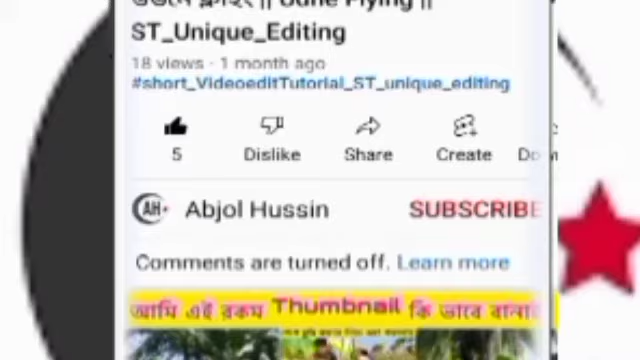 ST_Unique_Editing
18 views · 1 month ago
#short_VideoeditTutorial_ST_unique_editing
5
Dislike
Share
Create
AH
Abjol Hussin
SUBSCRIBE
Comments are turned off. Learn more
আমি এই রকম Thumbnail কি ভাবে বানাই